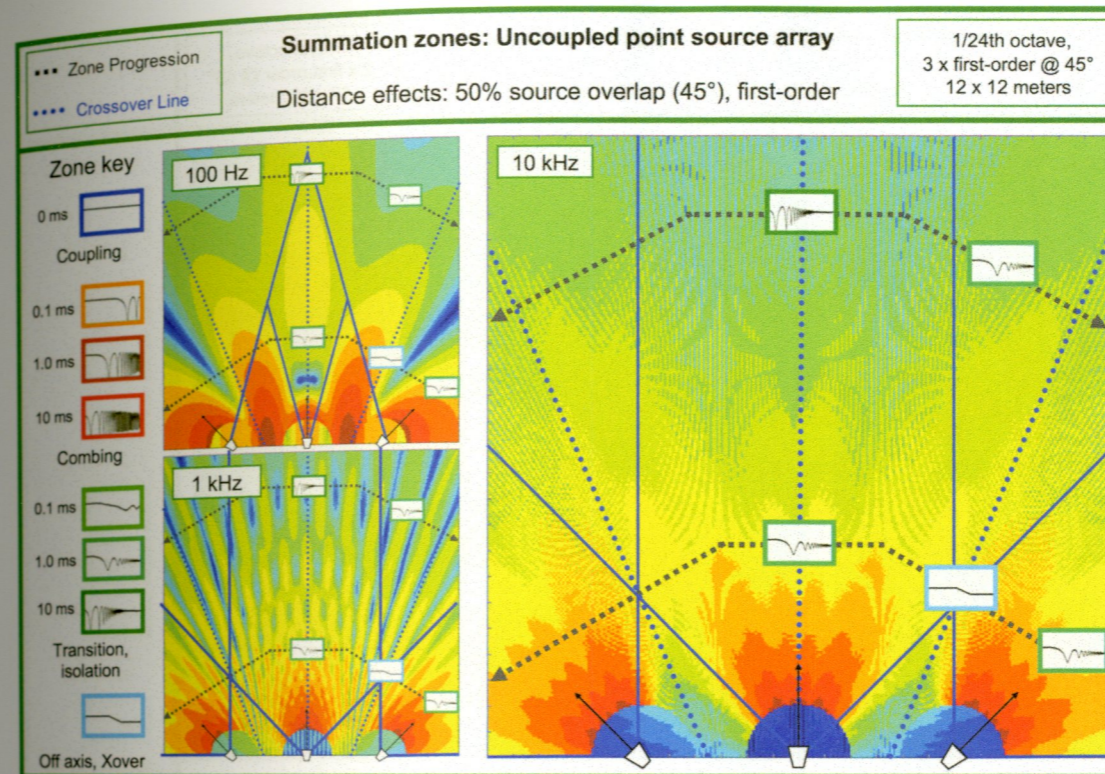 Zone Progression
Crossover Line
Summation zones: Uncoupled point source array
Distance effects: 50% source overlap (45°), first-order
1/24th octave,
3 x first-order @ 45°
12 x 12 meters
Zone key
0 ms
Coupling
0.1 ms
1.0 ms
10 ms
Combing
0.1 ms
1.0 ms
10 ms
Transition,
isolation
Off axis, Xover
100 Hz
1 kHz
10 kHz